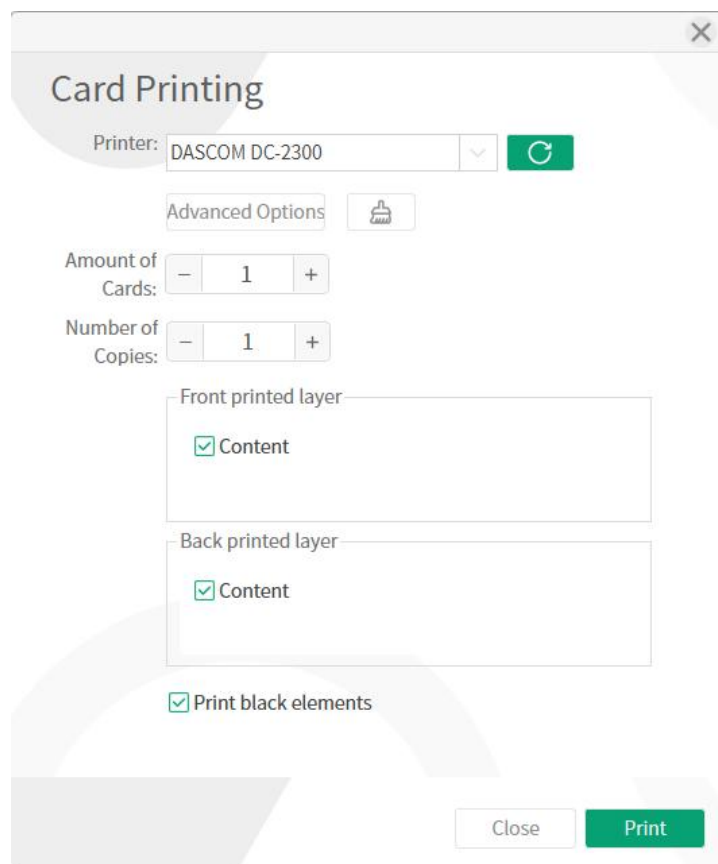 Card Printing
Printer: DASCOM DC-2300
Advanced Options
Amount of
Cards: − 1 +
Number of
Copies: − 1 +
Front printed layer
Content
Back printed layer
Content
Print black elements
Close Print